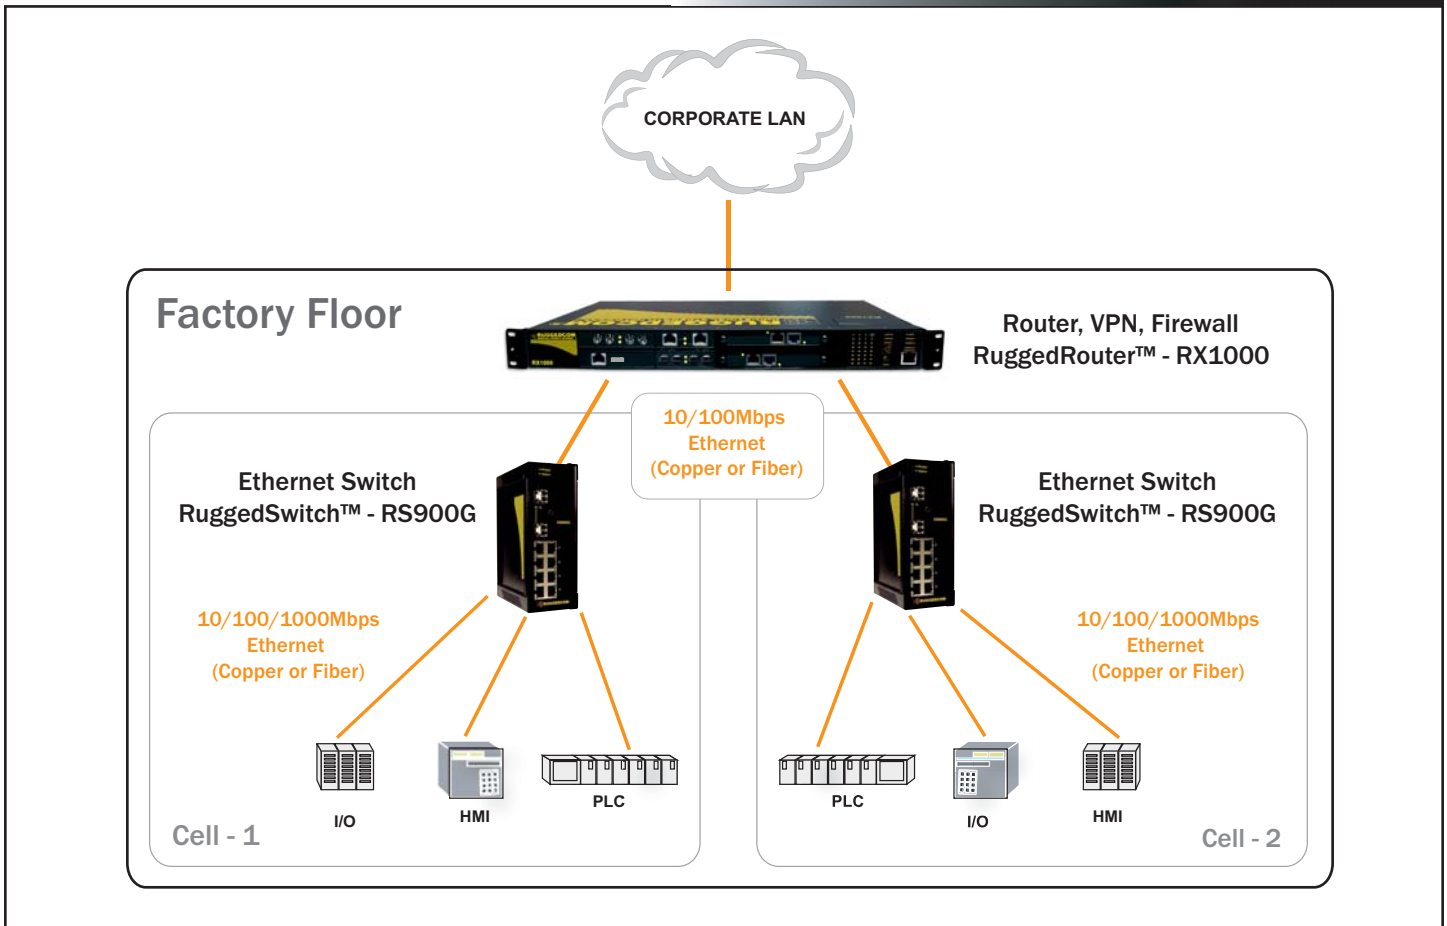 CORPORATE LAN
Factory Floor
RUGGEDCOM
RX1000
Router, VPN, Firewall
RuggedRouter™ - RX1000
10/100Mbps
Ethernet
(Copper or Fiber)
Ethernet Switch
RuggedSwitch™ - RS900G
Ethernet Switch
RuggedSwitch™ - RS900G
10/100/1000Mbps
Ethernet
(Copper or Fiber)
10/100/1000Mbps
Ethernet
(Copper or Fiber)
I/O
HMI
PLC
PLC
I/O
HMI
Cell - 1
Cell - 2